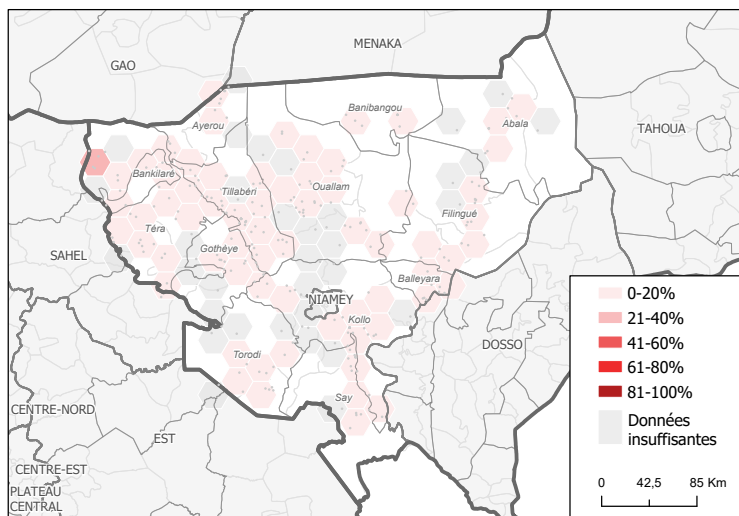 MENAKA
GAO
Banibangou
Ayerou
Abala
TAHOUA
Bankilaré
Tillabéri
Ouallam
Filingué
Téra
SAHEL
Gothèye
Balleyara
NIAMEY
Kollo
DOSSO
Torodi
Say
CENTRE-NORD
EST
CENTRE-EST
PLATEAU
CENTRAL
0-20%
21-40%
41-60%
61-80%
81-100%
Données
insuffisantes
0 42,5 85 Km